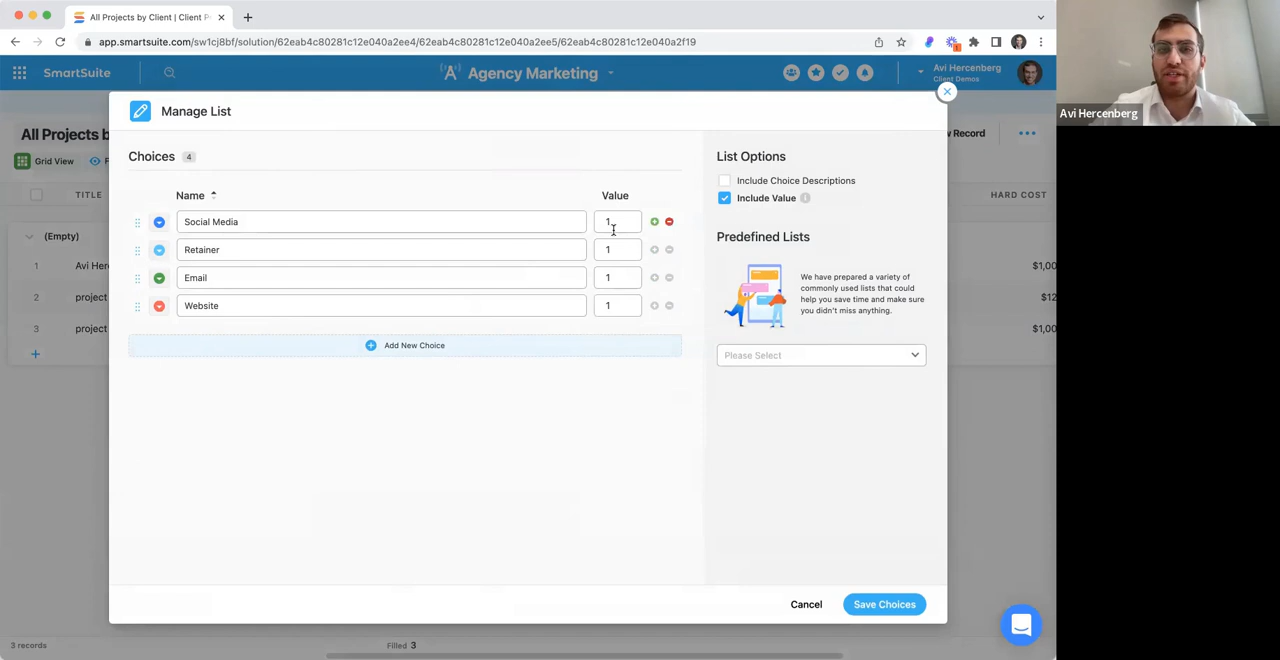 All Projects by Client | Client P
app.smartsuite.com/sw1cj8bf/solution/62eab4c80281c12e040a2ee4/62eab4c80281c12e040a2ee5/62eab4c80281c12e040a2f19
SmartSuite
Agency Marketing
Avi Hercenberg
Client Demos
Avi Hercenberg
Manage List
All Projects b
w Record
Grid View
F
TITLE
HARD COST
(Empty)
1 Avi Her
$1,00
2 project
$12
3 project
$1,00
Choices 4
Name
Value
Social Media 1
Retainer 1
Email 1
Website 1
Add New Choice
List Options
Include Choice Descriptions
Include Value
Predefined Lists
We have prepared a variety of
commonly used lists that could
help you save time and make sure
you didn't miss anything.
Please Select
Cancel
Save Choices
3 records
Filled 3